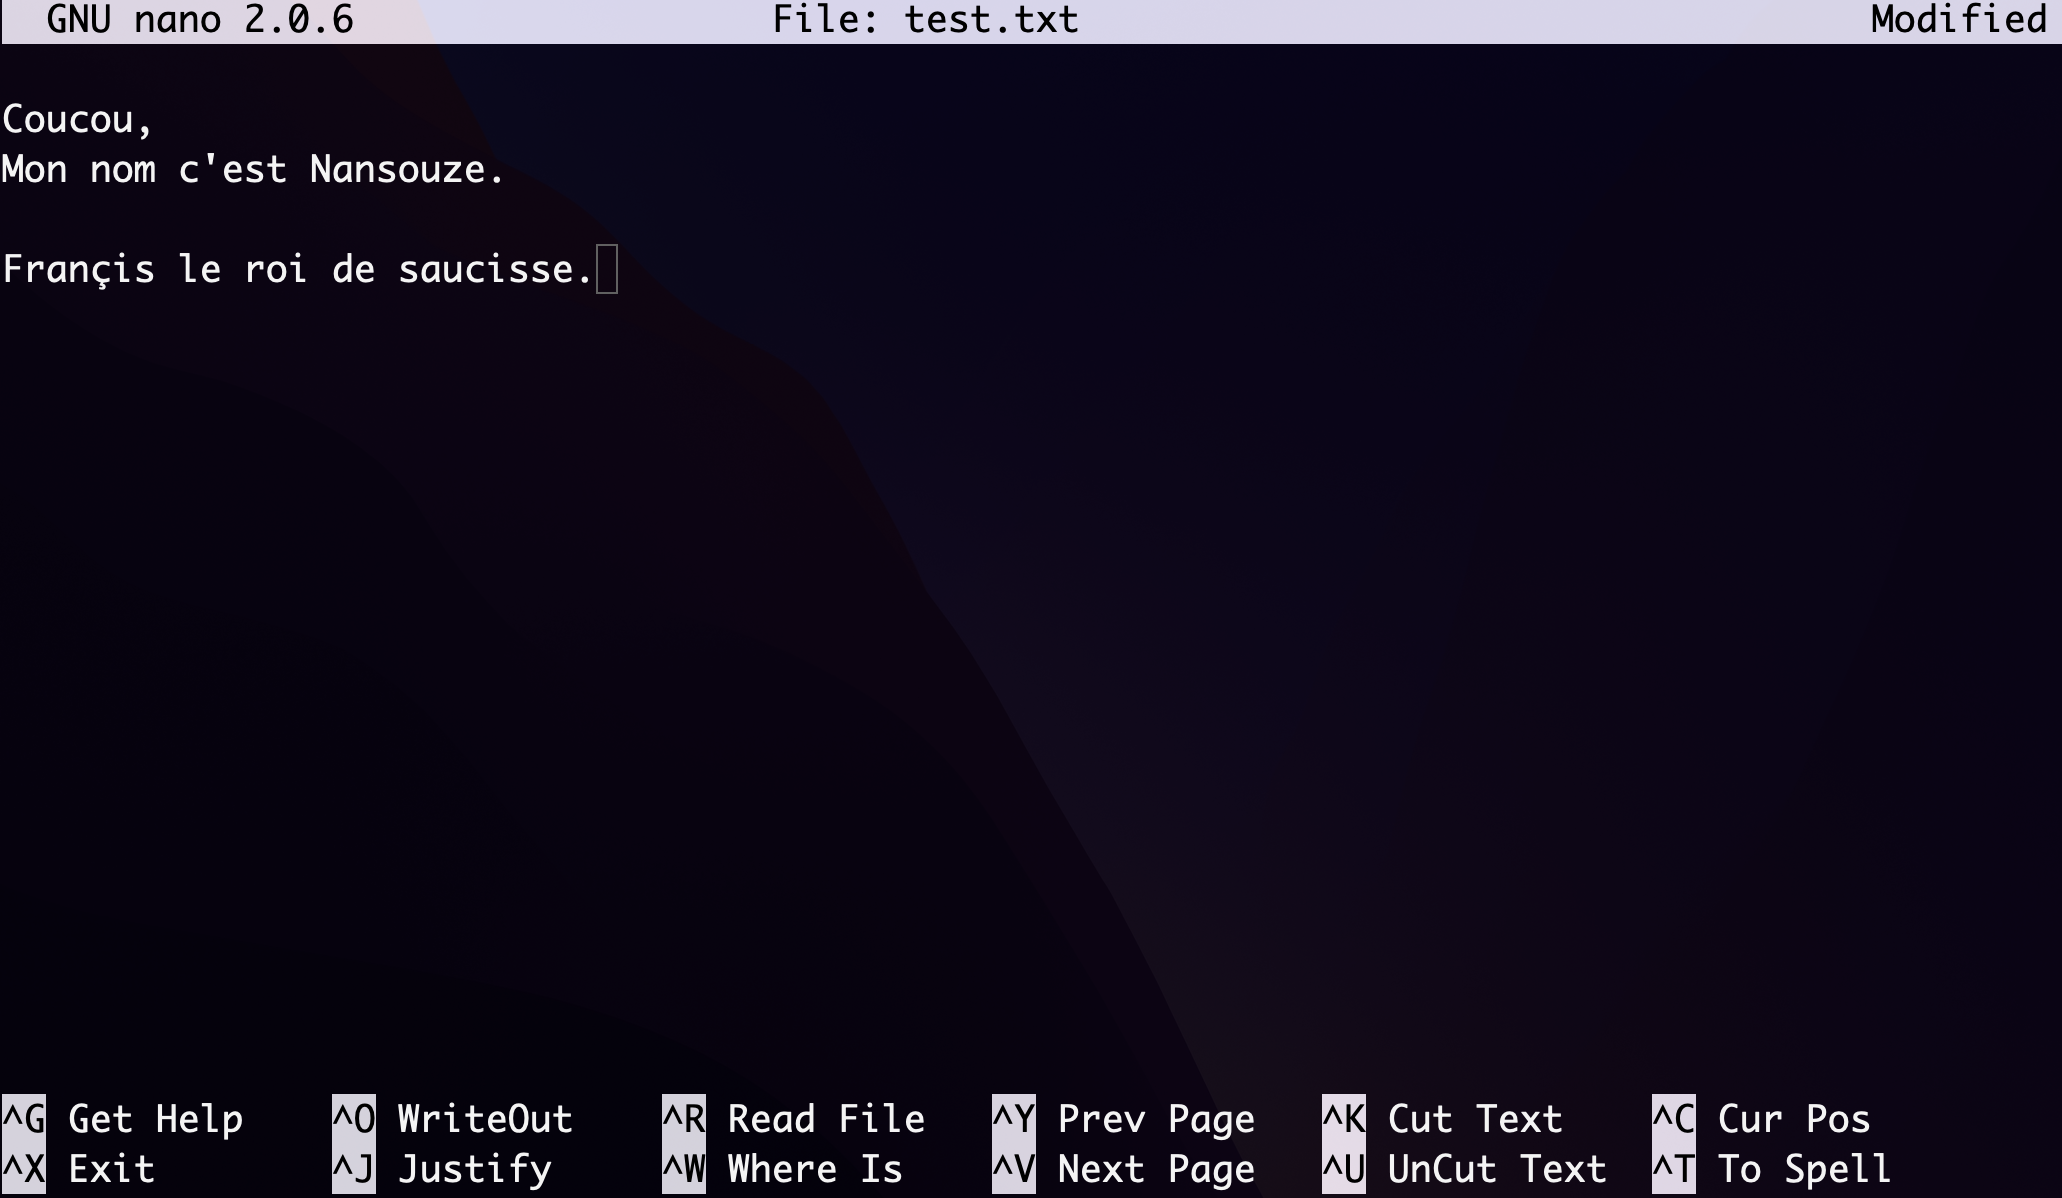 GNU nano 2.0.6 File: test.txt Modified
Coucou,
Mon nom c'est Nansouze.
Françis le roi de saucisse.
^G Get Help ^O WriteOut ^R Read File ^Y Prev Page ^K Cut Text ^C Cur Pos
^X Exit ^J Justify ^W Where Is ^V Next Page ^U UnCut Text ^T To Spell